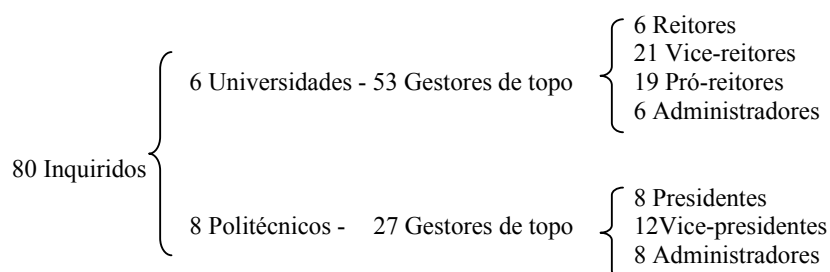 6 Reitores
21 Vice-reitores
6 Universidades - 53 Gestores de topo
19 Pró-reitores
6 Administradores
80 Inquiridos
8 Presidentes
8 Politécnicos - 27 Gestores de topo
12Vice-presidentes
8 Administradores